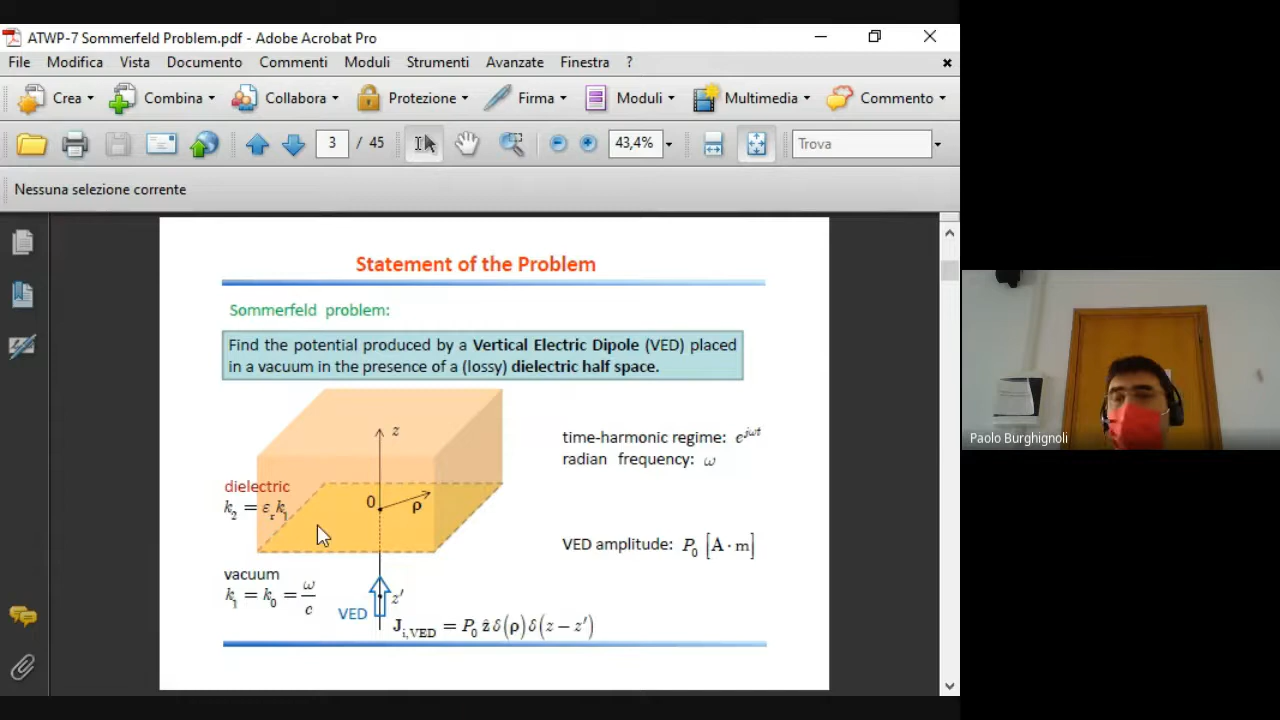 ATWP-7 Sommerfeld Problem.pdf - Adobe Acrobat Pro
File Modifica Vista Documento Commenti Moduli Strumenti Avanzate Finestra ?
Crea Combina Collabora Protezione Firma Moduli Multimedia Commento
3 / 45 43,4% Trova
Nessuna selezione corrente
Statement of the Problem
Sommerfeld problem:
Find the potential produced by a Vertical Electric Dipole (VED) placed
in a vacuum in the presence of a (lossy) dielectric half space.
z
time-harmonic regime: e^{jωt}
radian frequency: ω
dielectric
k₂ = εᵣk₁
0
ρ
VED amplitude: P₀ [A·m]
vacuum
k₁ = k₀ = ω/c
VED
z′
J_{i,VED} = P₀ ẑ δ(ρ) δ(z − z′)
Paolo Burghignoli